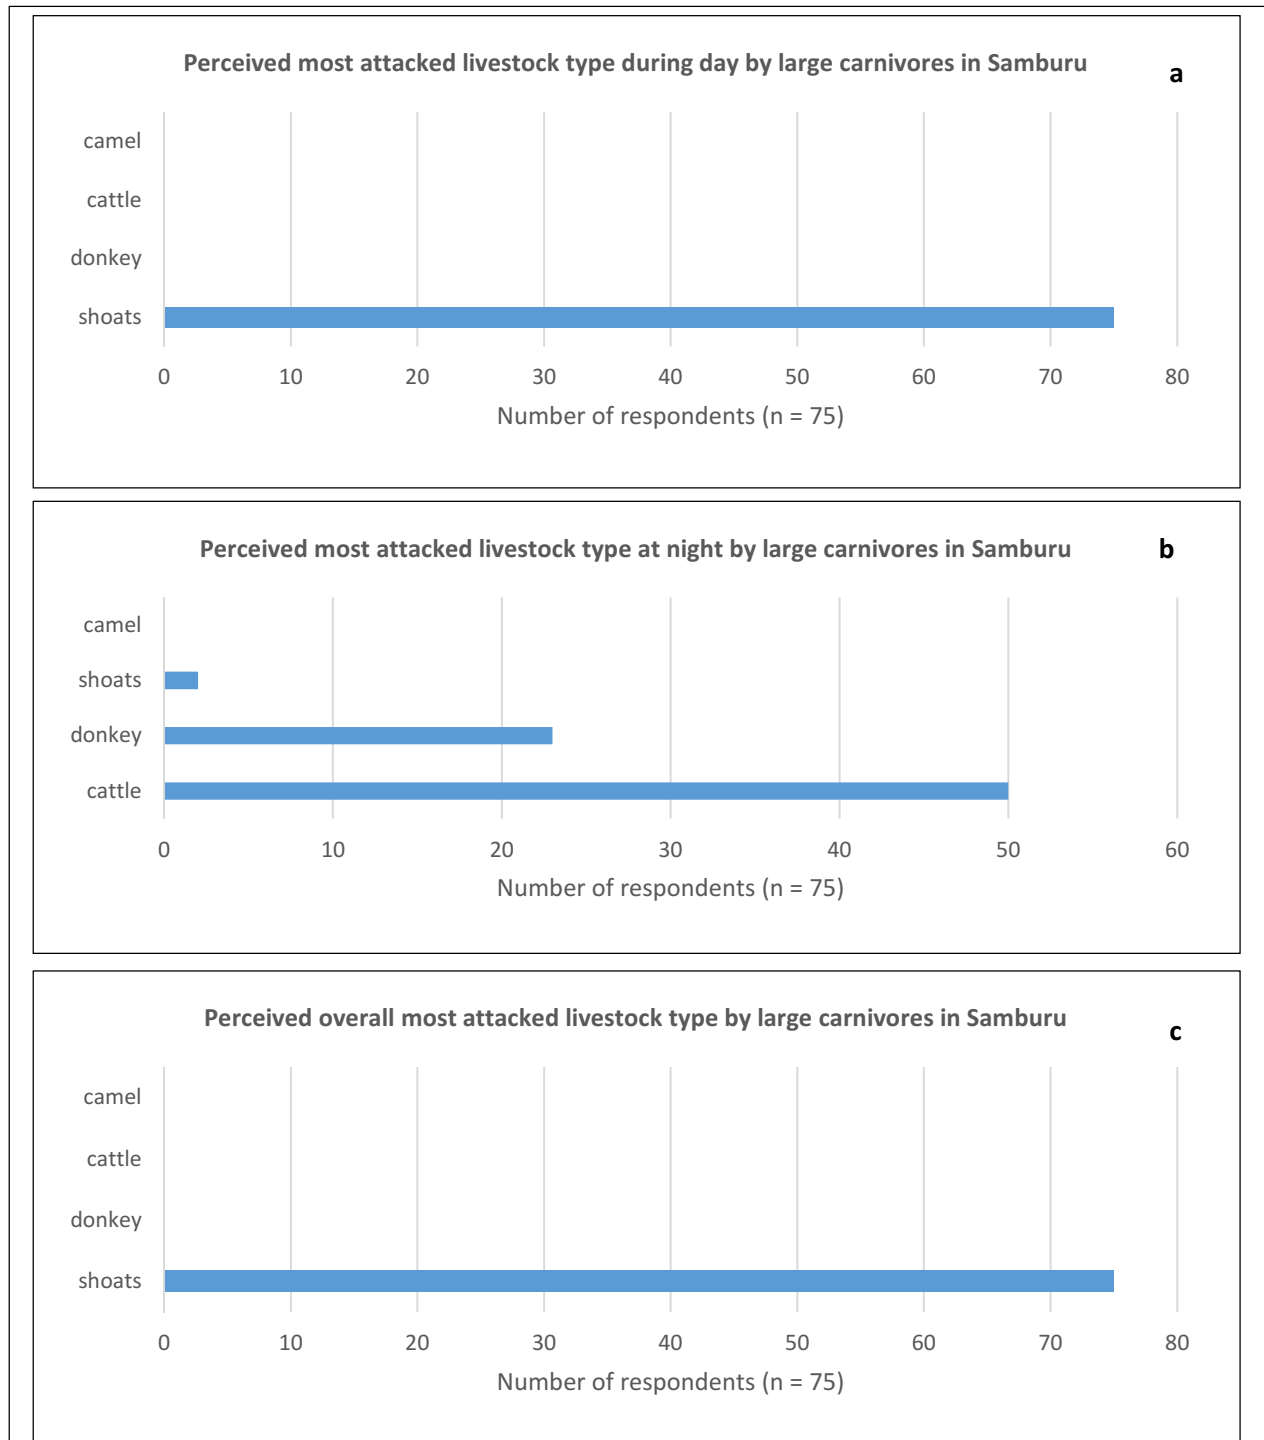 Perceived most attacked livestock type during day by large carnivores in Samburu
a
camel
cattle
donkey
shoats
0 10 20 30 40 50 60 70 80
Number of respondents (n = 75)
Perceived most attacked livestock type at night by large carnivores in Samburu
b
camel
shoats
donkey
cattle
0 10 20 30 40 50 60
Number of respondents (n = 75)
Perceived overall most attacked livestock type by large carnivores in Samburu
c
camel
cattle
donkey
shoats
0 10 20 30 40 50 60 70 80
Number of respondents (n = 75)